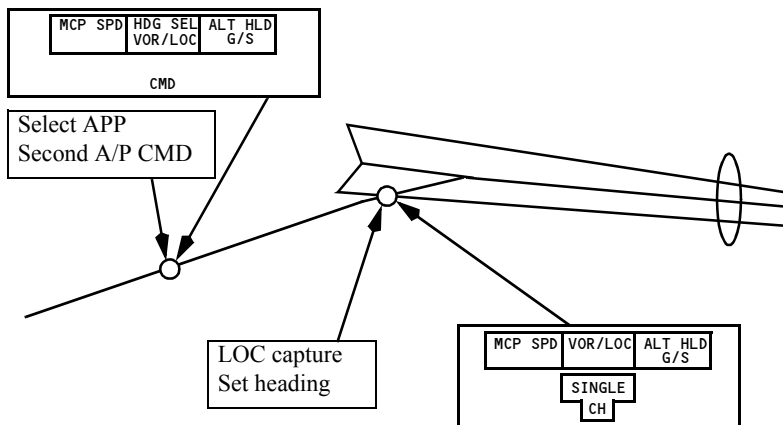 MCP SPD HDG SEL ALT HLD
VOR/LOC G/S
CMD
Select APP
Second A/P CMD
LOC capture
Set heading
MCP SPD VOR/LOC ALT HLD
G/S
SINGLE
CH